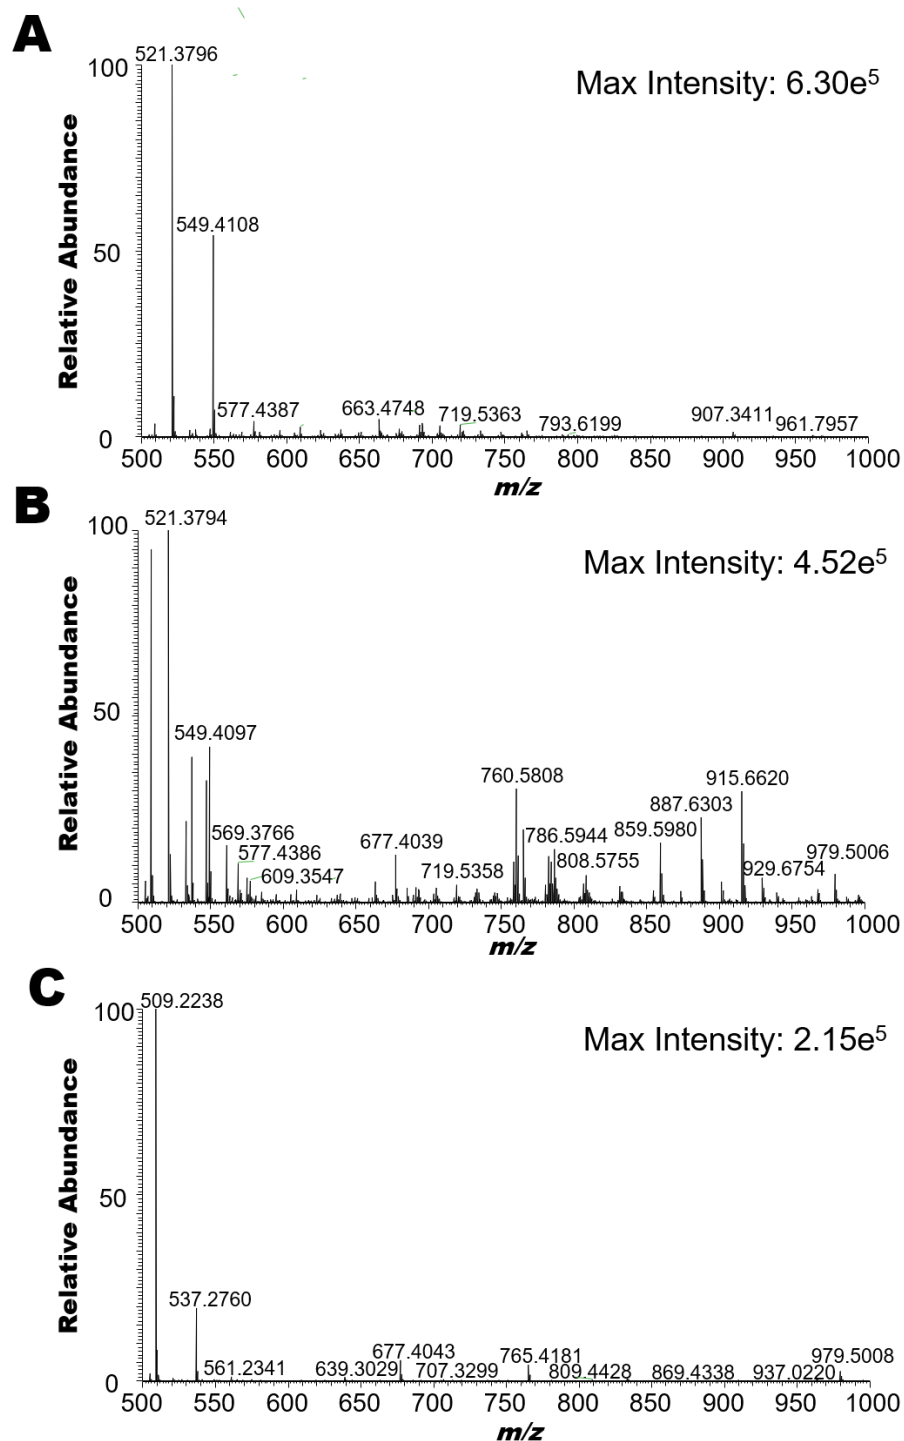 A
521.3796
100
Max Intensity: 6.30e⁵
549.4108
50
Relative Abundance
577.4387
663.4748
719.5363
793.6199
907.3411
961.7957
0
500 550 600 650 700 750 800 850 900 950 1000
m/z
B
521.3794
100
Max Intensity: 4.52e⁵
549.4097
50
Relative Abundance
760.5808
915.6620
887.6303
569.3766
677.4039
786.5944
859.5980
577.4386
808.5755
979.5006
609.3547
719.5358
929.6754
0
500 550 600 650 700 750 800 850 900 950 1000
m/z
C
509.2238
100
Max Intensity: 2.15e⁵
50
Relative Abundance
537.2760
677.4043
765.4181
979.5008
561.2341
639.3029
707.3299
809.4428
869.4338
937.0220
0
500 550 600 650 700 750 800 850 900 950 1000
m/z